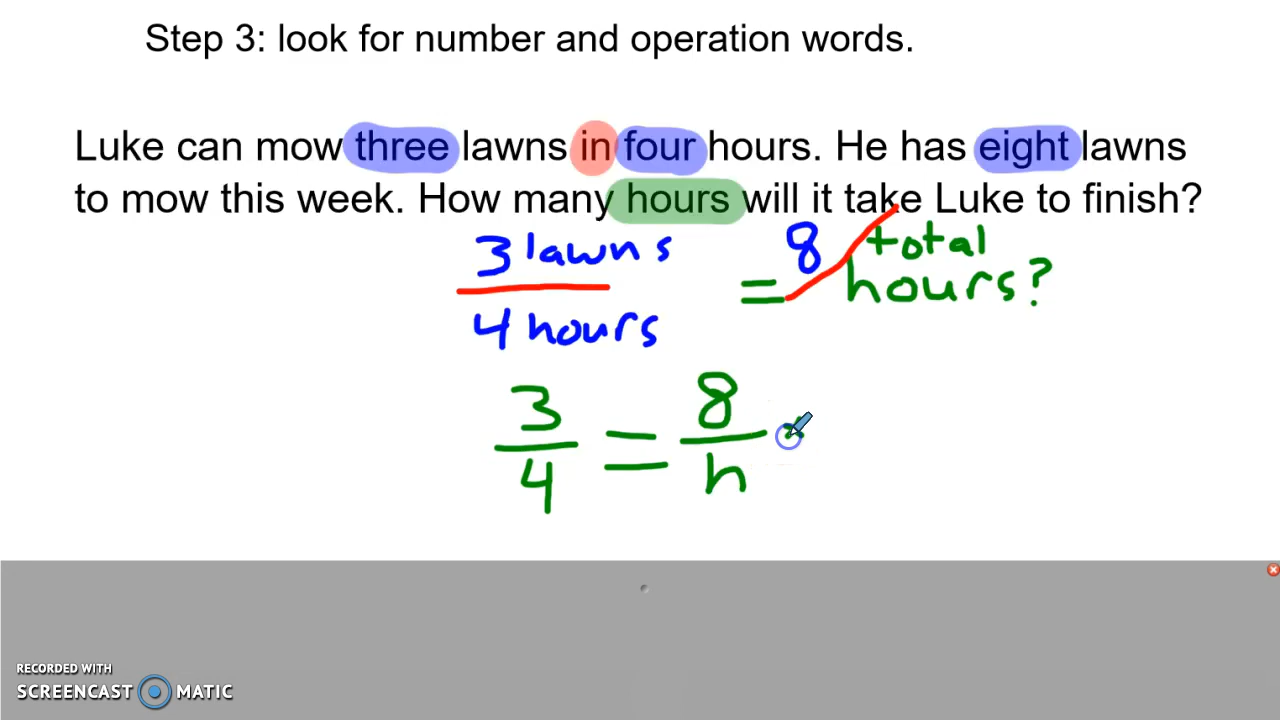 Step 3: look for number and operation words.
Luke can mow three lawns in four hours. He has eight lawns
to mow this week. How many hours will it take Luke to finish?
3 lawns
4 hours
= 8 total
hours?
3
4
=
8
h
RECORDED WITH
SCREENCAST MATIC